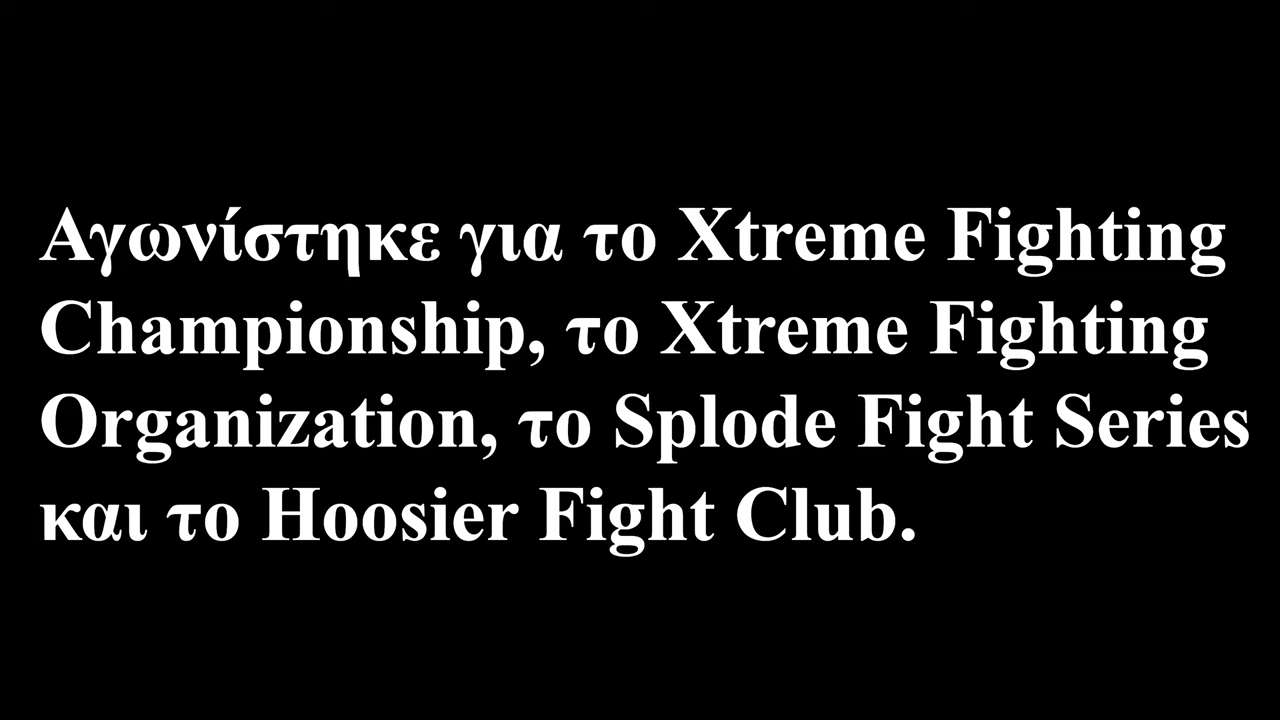 Αγωνίστηκε για το Xtreme Fighting
Championship, το Xtreme Fighting
Organization, το Splode Fight Series
και το Hoosier Fight Club.